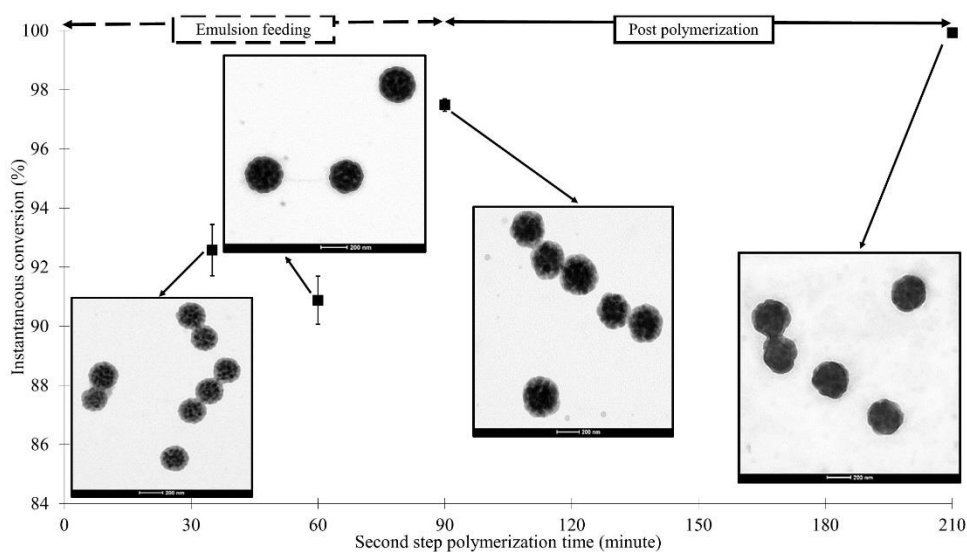 Emulsion feeding
Post polymerization
100
98
96
94
92
90
88
86
84
Instantaneous conversion (%)
200 nm
200 nm
200 nm
200 nm
0
30
60
90
120
150
180
210
Second step polymerization time (minute)